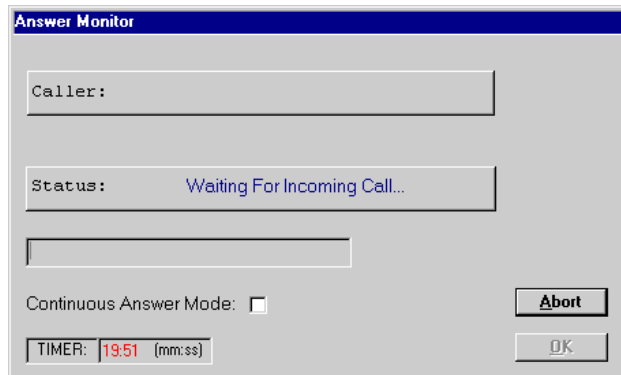 Answer Monitor
Caller:
Status: Waiting For Incoming Call...
Continuous Answer Mode:
Abort
TIMER: 19:51 (mm:ss)
OK